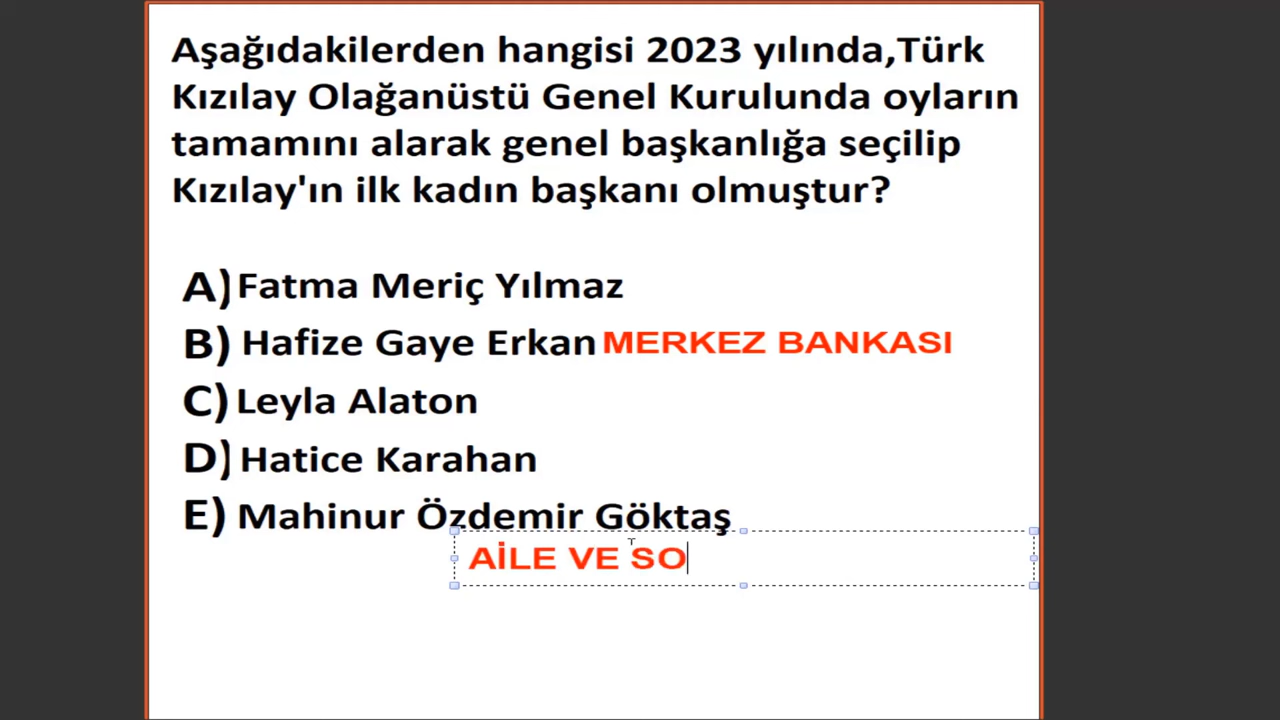 Aşağıdakilerden hangisi 2023 yılında,Türk
Kızılay Olağanüstü Genel Kurulunda oyların
tamamını alarak genel başkanlığa seçilip
Kızılay'ın ilk kadın başkanı olmuştur?
A) Fatma Meriç Yılmaz
B) Hafize Gaye Erkan MERKEZ BANKASI
C) Leyla Alaton
D) Hatice Karahan
E) Mahinur Özdemir Göktaş
AİLE VE SO